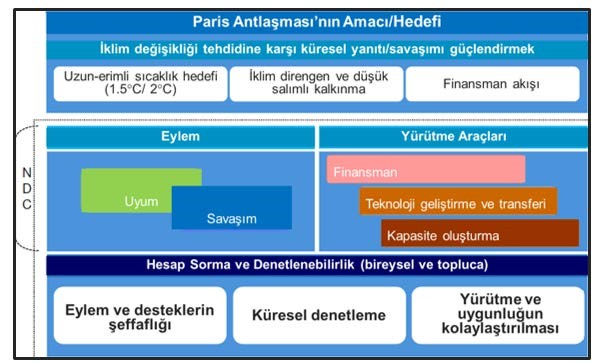 Paris Antlaşması'nın Amacı/Hedefi
İklim değişikliği tehdidine karşı küresel yanıtı/savaşımı güçlendirmek
Uzun-erimli sıcaklık hedefi
(1.5°C/ 2°C)
İklim direngen ve düşük
salımlı kalkınma
Finansman akışı
NDC
Eylem
Uyum
Savaşım
Yürütme Araçları
Finansman
Teknoloji geliştirme ve transferi
Kapasite oluşturma
Hesap Sorma ve Denetlenebilirlik (bireysel ve topluca)
Eylem ve desteklerin
şeffaflığı
Küresel denetleme
Yürütme ve
uygunluğun
kolaylaştırılması